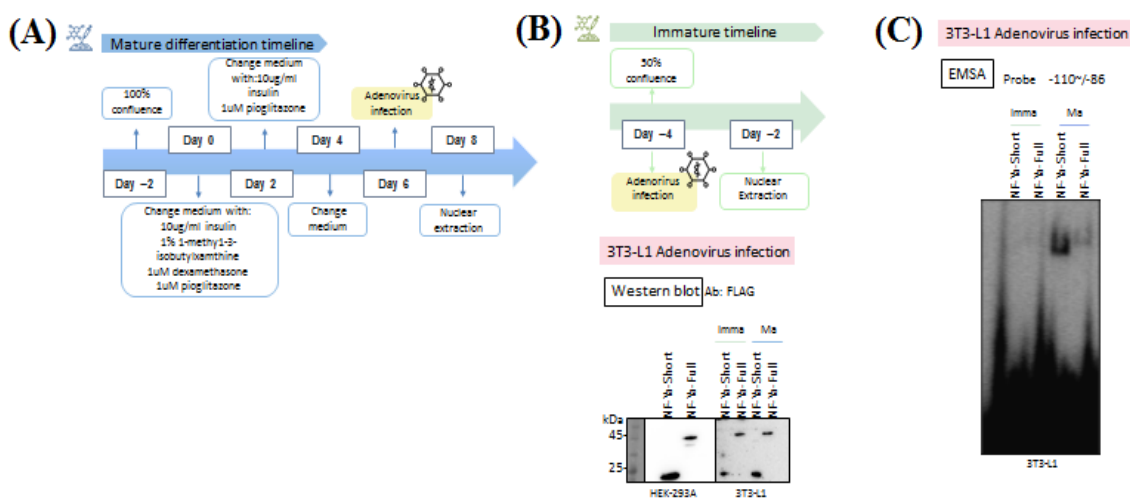 (A)
Mature differentiation timeline
100%
confluence
Change medium
with:10ug/ml
insulin
1uM pioglitazone
Adenovirus
infection
Day 0
Day 4
Day 8
Day −2
Day 2
Day 6
Change medium with:
10ug/ml insulin
1% 1-methy1-3-
isobutylxamthine
1uM dexamethasone
1uM pioglitazone
Change
medium
Nuclear
extraction
(B)
Immature timeline
50%
confluence
Day −4
Day −2
Adenorirus
infection
Nuclear
Extraction
3T3-L1 Adenovirus infection
Western blot Ab: FLAG
Imma Ma
NF-Ya-Short
NF-Ya-Full
NF-Ya-Short
NF-Ya-Full
NF-Ya-Short
NF-Ya-Full
kDa
45-
25-
HEK-293A 3T3-L1
(C)
3T3-L1 Adenovirus infection
EMSA Probe -110~/-86
Imma Ma
NF-Ya-Short
NF-Ya-Full
NF-Ya-Short
NF-Ya-Full
3T3-L1